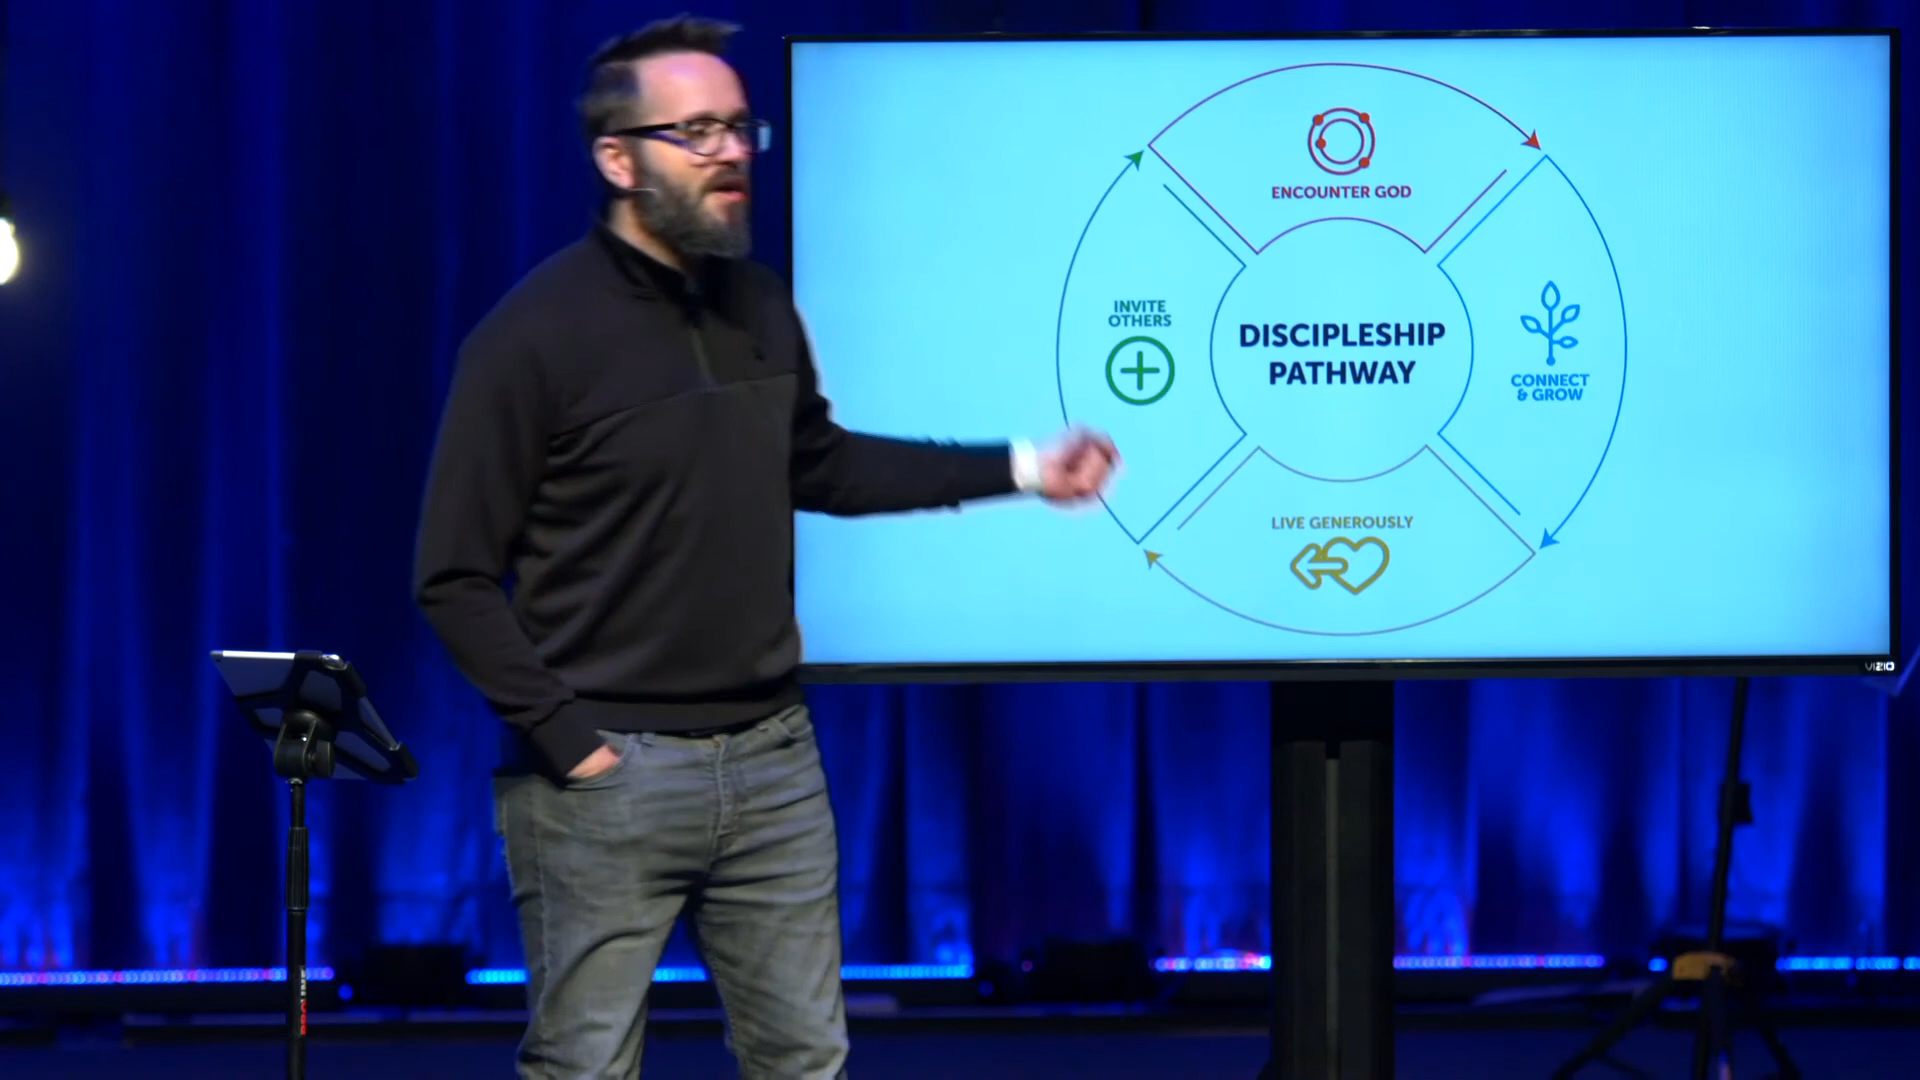 ENCOUNTER GOD
INVITE
OTHERS
DISCIPLESHIP
PATHWAY
CONNECT
& GROW
LIVE GENEROUSLY
VIZIO